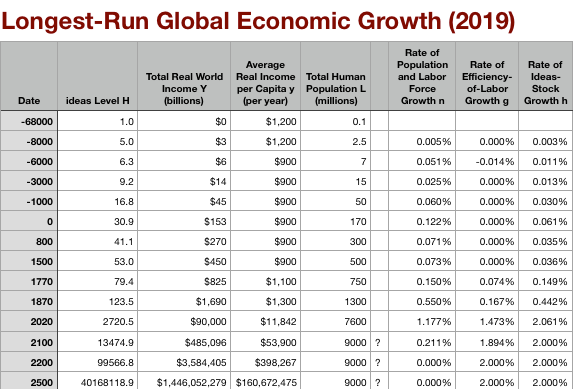 Longest-Run Global Economic Growth (2019)
Date ideas Level H Total Real World Income Y (billions) Average Real Income per Capita y (per year) Total Human Population L (millions) Rate of Population and Labor Force Growth n Rate of Efficiency-of-Labor Growth g Rate of Ideas-Stock Growth h
-68000 1.0 $0 $1,200 0.1
-8000 5.0 $3 $1,200 2.5 0.005% 0.000% 0.003%
-6000 6.3 $6 $900 7 0.051% -0.014% 0.011%
-3000 9.2 $14 $900 15 0.025% 0.000% 0.013%
-1000 16.8 $45 $900 50 0.060% 0.000% 0.030%
0 30.9 $153 $900 170 0.122% 0.000% 0.061%
800 41.1 $270 $900 300 0.071% 0.000% 0.035%
1500 53.0 $450 $900 500 0.073% 0.000% 0.036%
1770 79.4 $825 $1,100 750 0.150% 0.074% 0.149%
1870 123.5 $1,690 $1,300 1300 0.550% 0.167% 0.442%
2020 2720.5 $90,000 $11,842 7600 1.177% 1.473% 2.061%
2100 13474.9 $485,096 $53,900 9000 ? 0.211% 1.894% 2.000%
2200 99566.8 $3,584,405 $398,267 9000 ? 0.000% 2.000% 2.000%
2500 40168118.9 $1,446,052,279 $160,672,475 9000 ? 0.000% 2.000% 2.000%